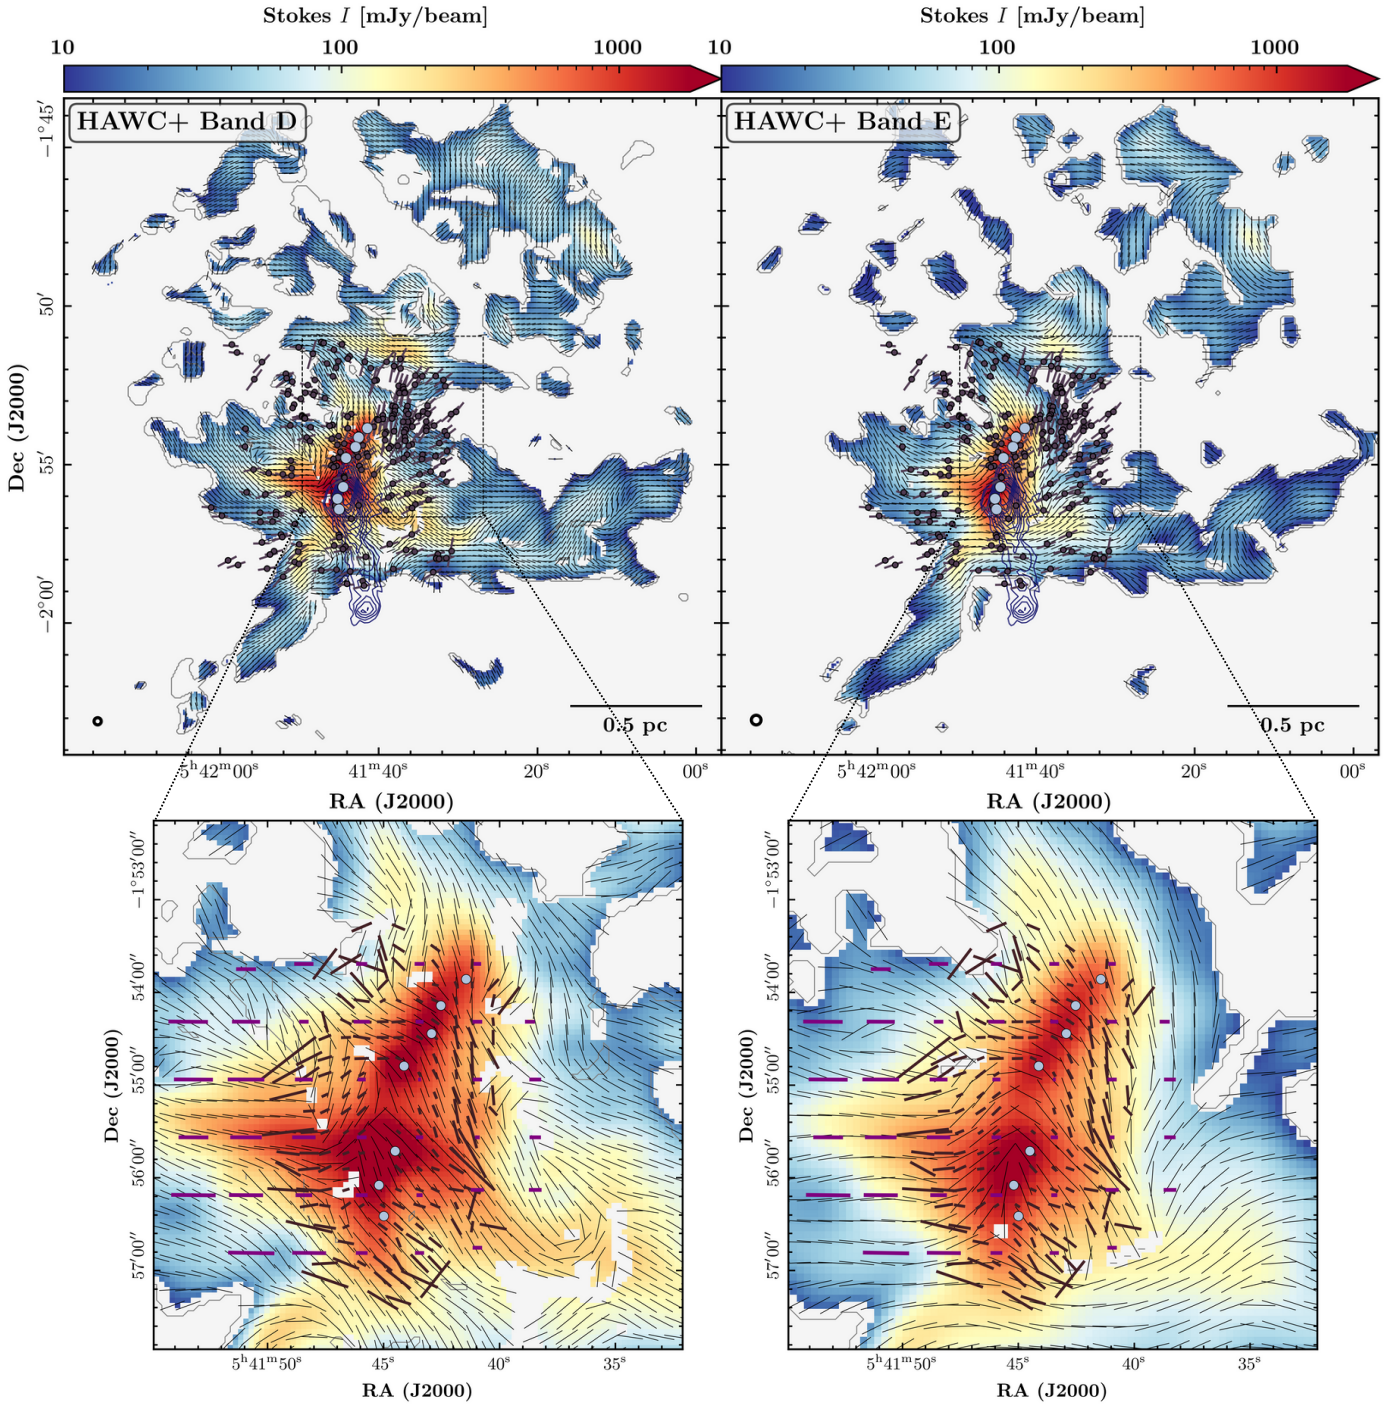 Stokes I [mJy/beam] Stokes I [mJy/beam]
10 100 1000 10 100 1000
HAWC+ Band D HAWC+ Band E
−1°45′
50′
55′
−2°00′
Dec (J2000)
0.5 pc 0.5 pc
5h42m00s 41m40s 20s 00s 5h42m00s 41m40s 20s 00s
RA (J2000) RA (J2000)
−1°53′00″ −1°53′00″
54′00″ 54′00″
55′00″ 55′00″
56′00″ 56′00″
57′00″ 57′00″
Dec (J2000) Dec (J2000)
5h41m50s 45s 40s 35s 5h41m50s 45s 40s 35s
RA (J2000) RA (J2000)